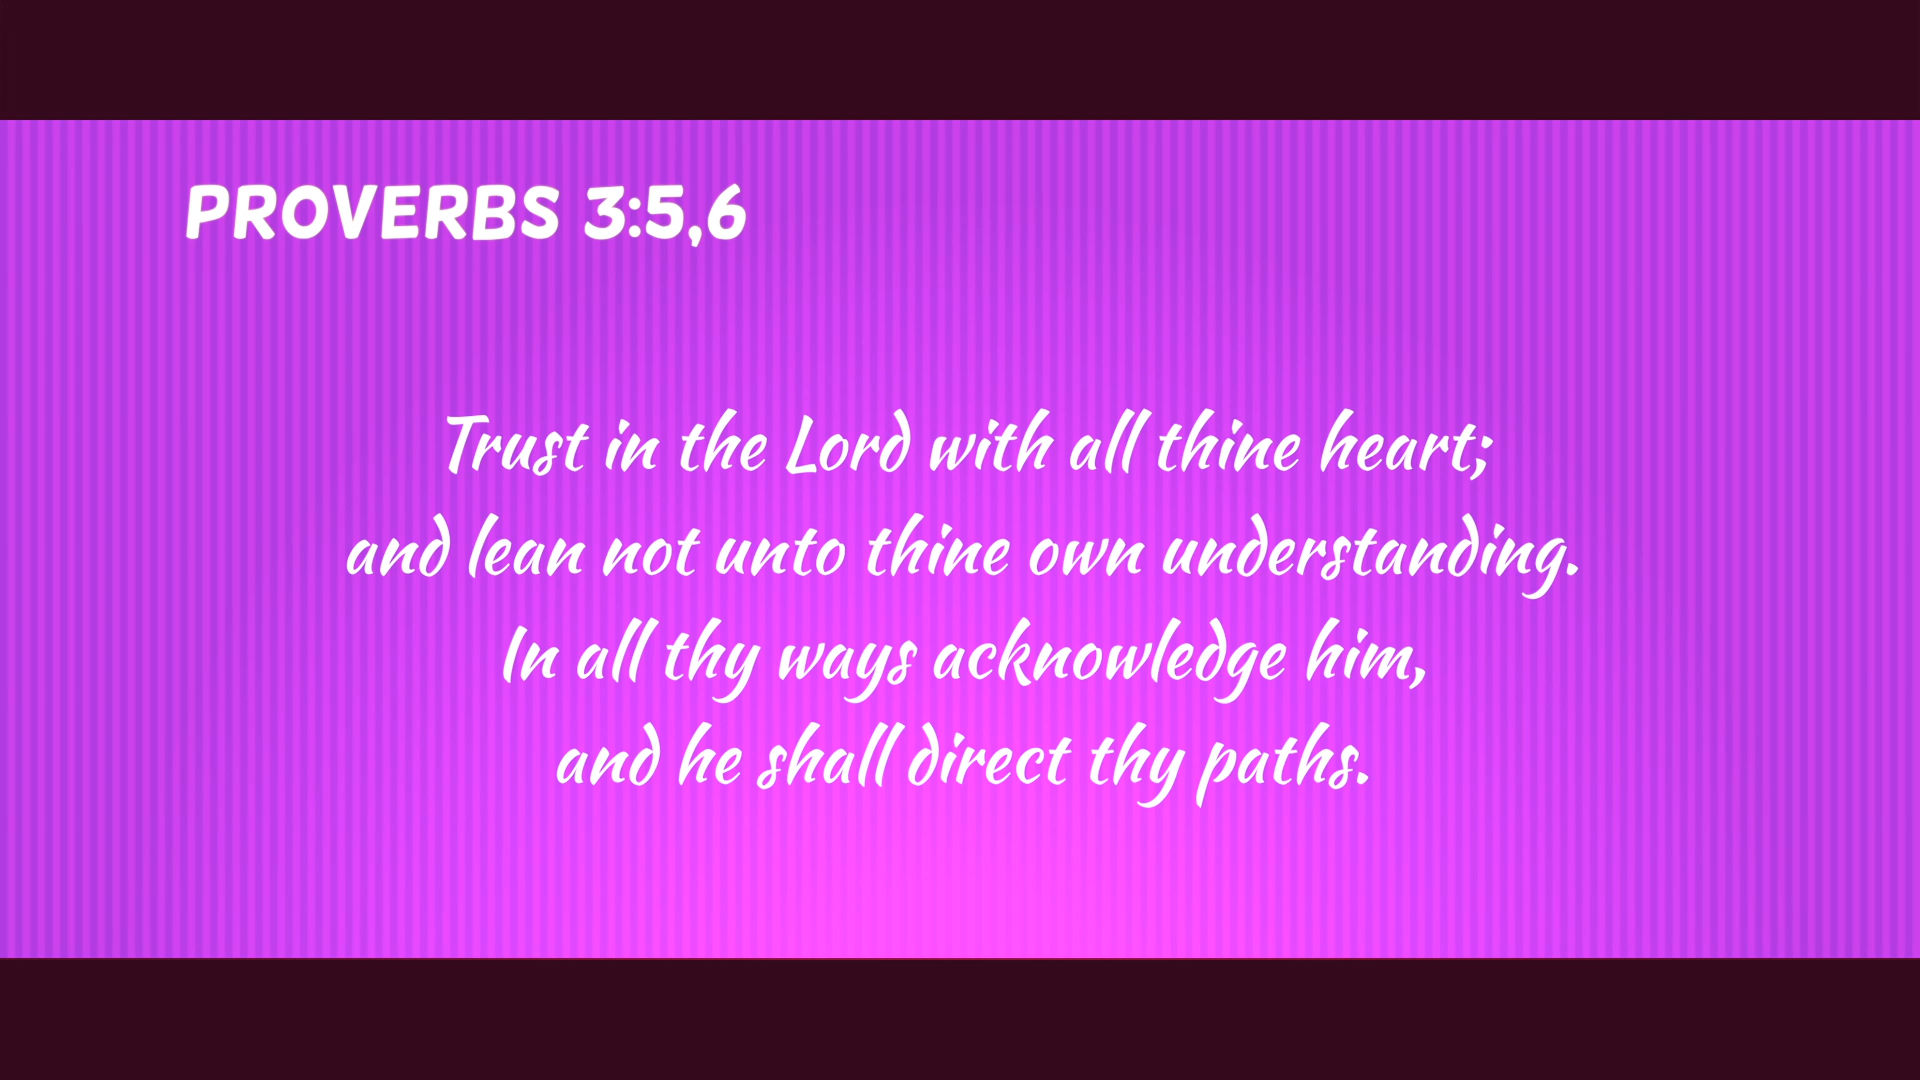 PROVERBS 3:5,6
Trust in the Lord with all thine heart;
and lean not unto thine own understanding.
In all thy ways acknowledge him,
and he shall direct thy paths.